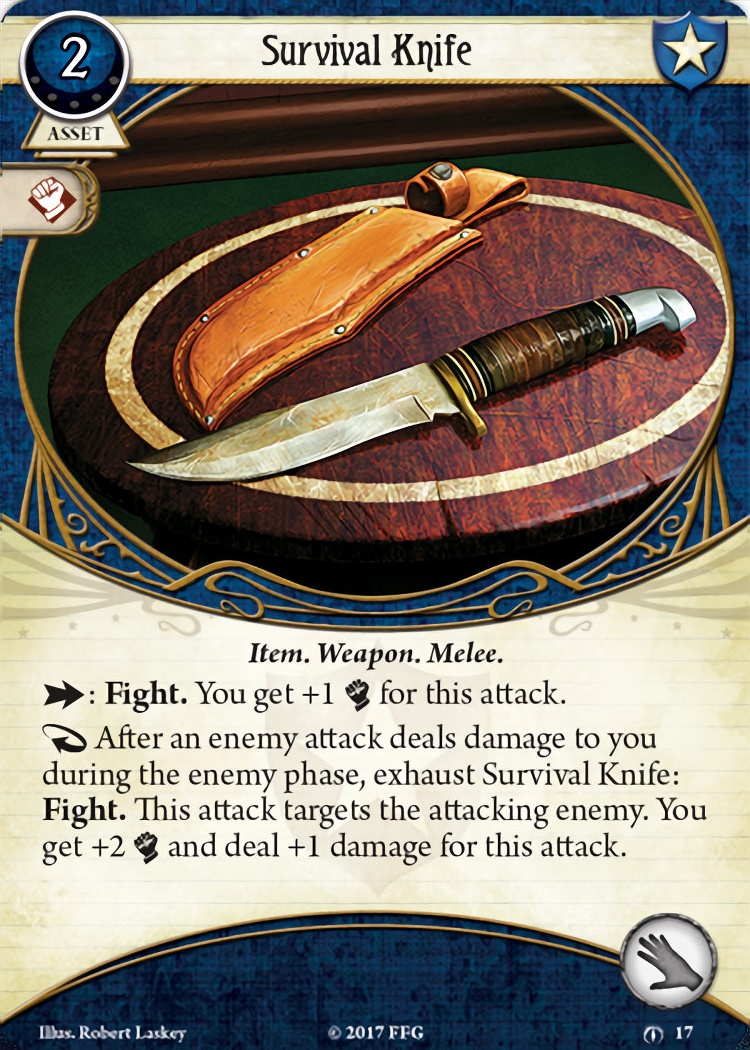 2
Survival Knife
ASSET
Item. Weapon. Melee.
: Fight. You get +1 for this attack.
After an enemy attack deals damage to you
during the enemy phase, exhaust Survival Knife:
Fight. This attack targets the attacking enemy. You
get +2 and deal +1 damage for this attack.
Illus. Robert Laskey
© 2017 FFG
17